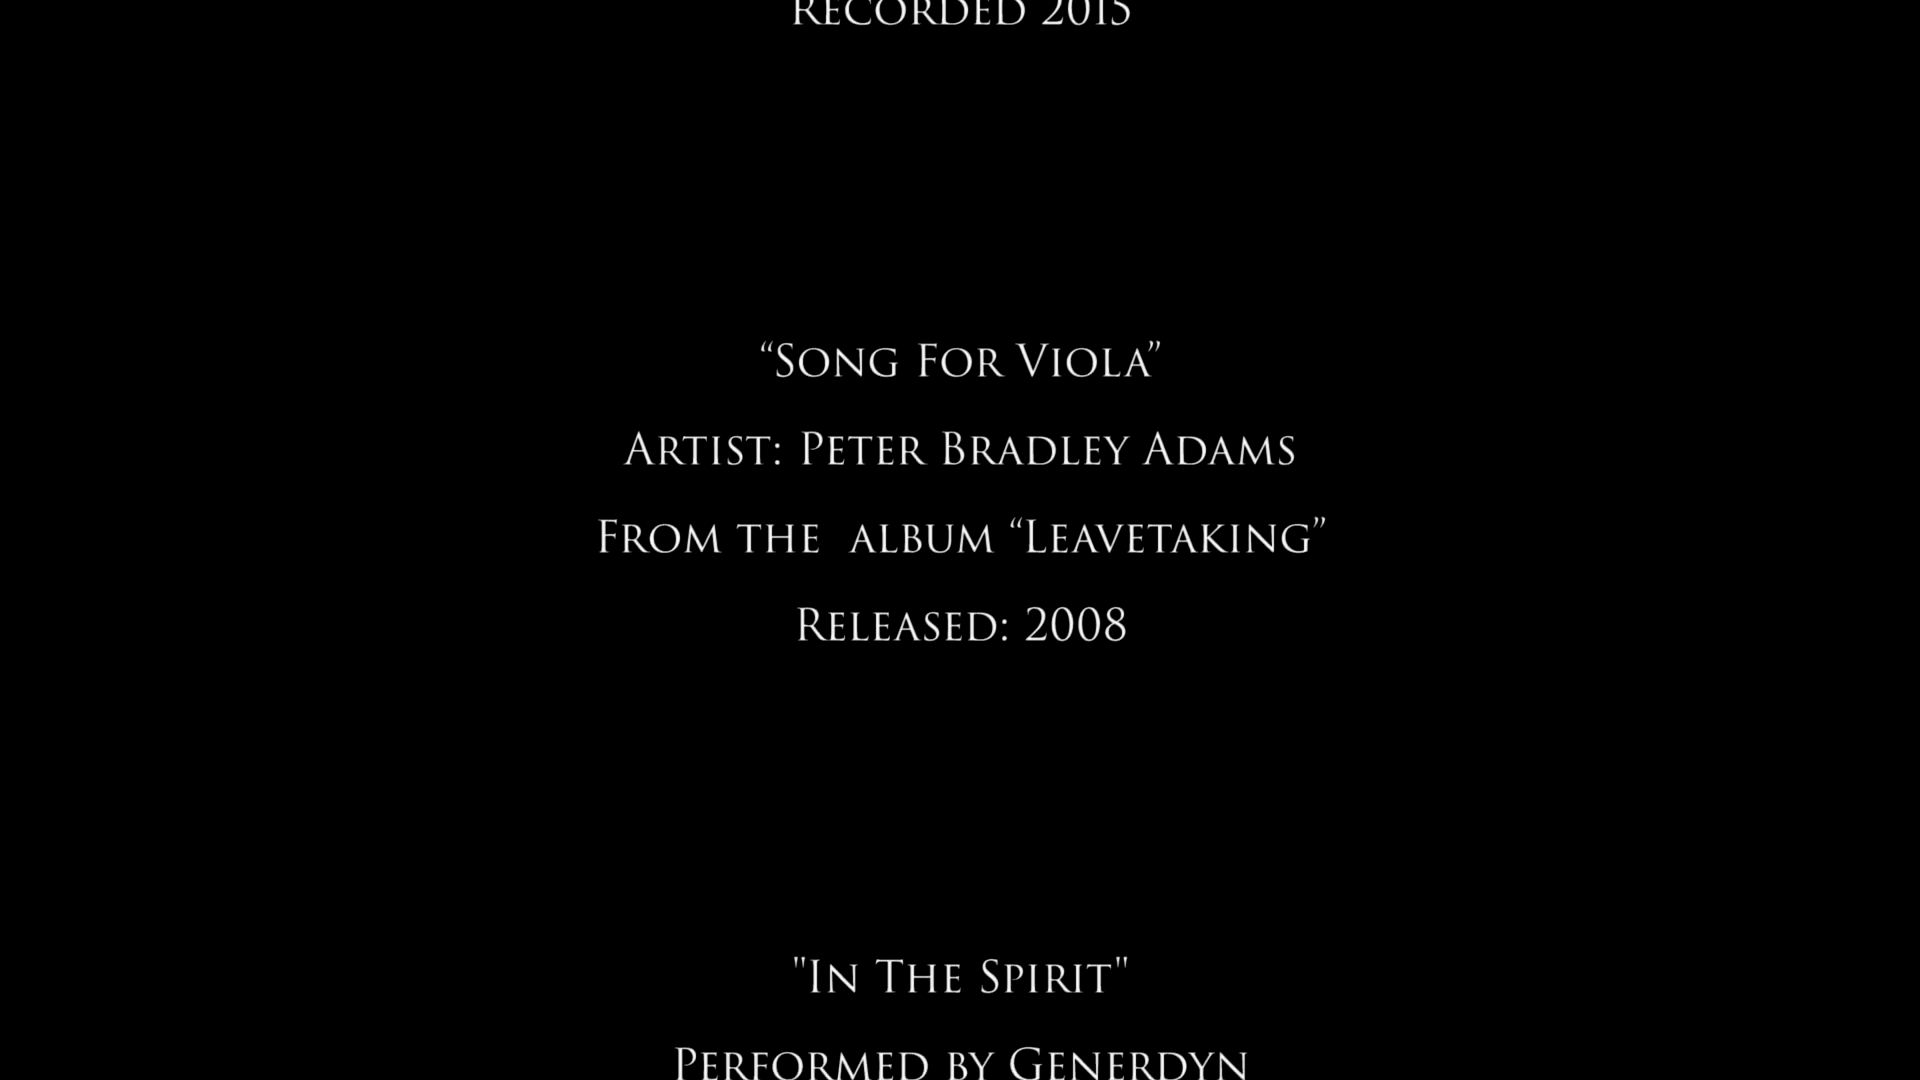 Recorded 2015
“Song For Viola”
Artist: Peter Bradley Adams
From the  album “Leavetaking”
Released: 2008
"In The Spirit"
Performed by Generdyn